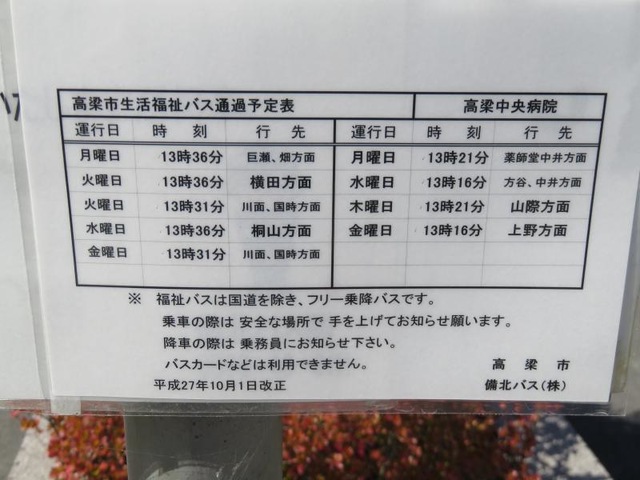 高梁市生活福祉バス通過予定表 高梁中央病院
運行日 時刻 行先 運行日 時刻 行先
月曜日 13時36分 巨瀬、畑方面 月曜日 13時21分 薬師堂中井方面
火曜日 13時36分 横田方面 水曜日 13時16分 方谷、中井方面
火曜日 13時31分 川面、国時方面 木曜日 13時21分 山際方面
水曜日 13時36分 桐山方面 金曜日 13時16分 上野方面
金曜日 13時31分 川面、国時方面
※ 福祉バスは国道を除き、フリー乗降バスです。
乗車の際は 安全な場所で 手を上げてお知らせ願います。
降車の際は 乗務員にお知らせ下さい。
バスカードなどは利用できません。 高梁市
平成27年10月1日改正 備北バス(株)